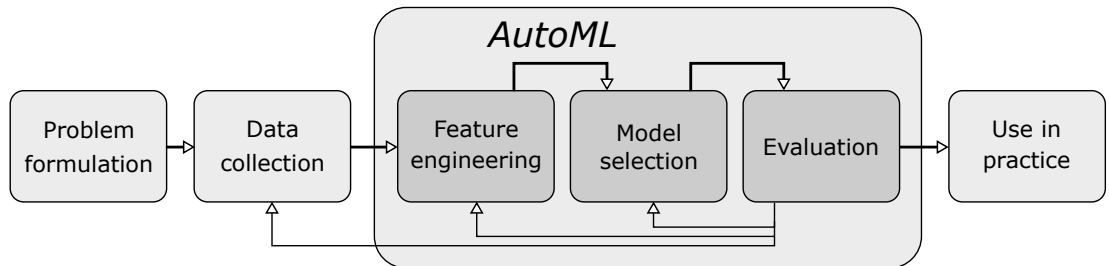 AutoML
Problem
formulation
Data
collection
Feature
engineering
Model
selection
Evaluation
Use in
practice